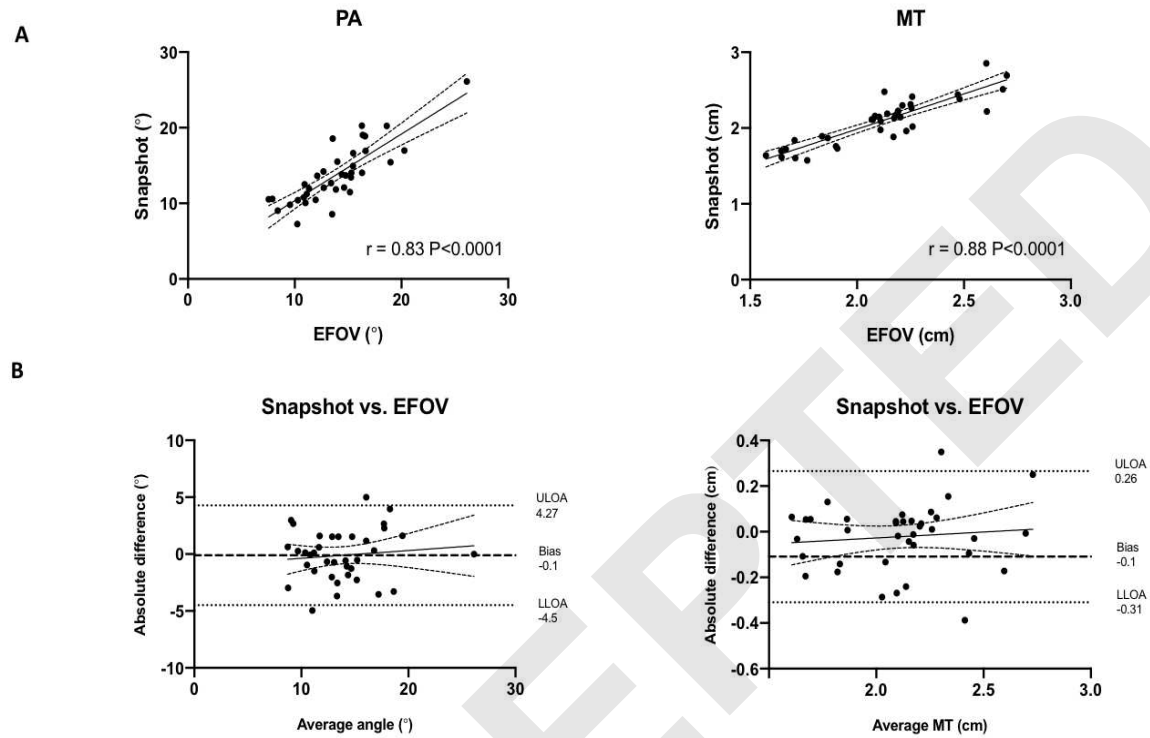 A
PA
30
20
10
0
Snapshot (°)
r = 0.83 P<0.0001
0 10 20 30
EFOV (°)
MT
3
2
1
0
Snapshot (cm)
r = 0.88 P<0.0001
1.5 2.0 2.5 3.0
EFOV (cm)
B
Snapshot vs. EFOV
10
5
0
-5
-10
Absolute difference (°)
ULOA
4.27
Bias
-0.1
LLOA
-4.5
0 10 20 30
Average angle (°)
Snapshot vs. EFOV
0.4
0.2
0.0
-0.2
-0.4
-0.6
Absolute difference (cm)
ULOA
0.26
Bias
-0.1
LLOA
-0.31
2.0 2.5 3.0
Average MT (cm)
EPTED